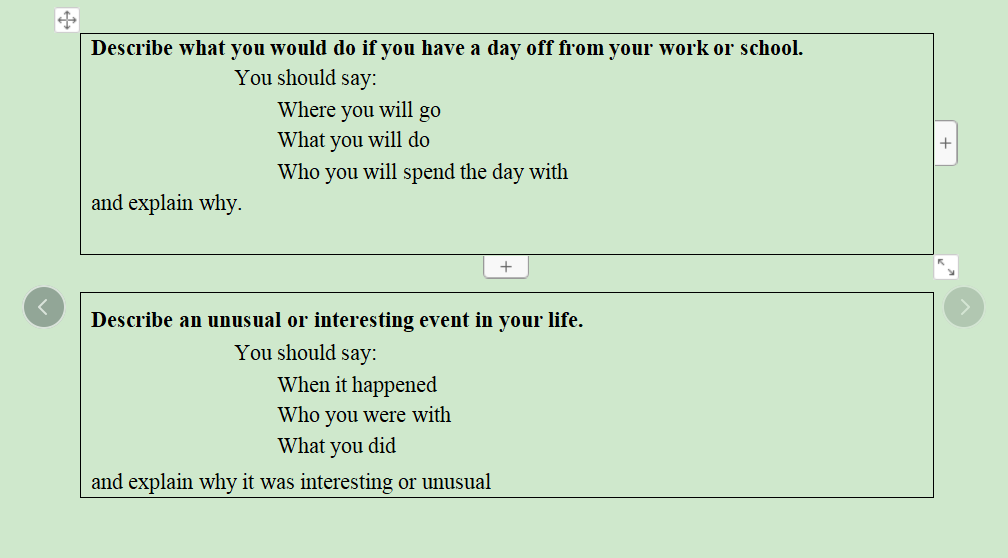 Describe what you would do if you have a day off from your work or school.
You should say:
Where you will go
What you will do
Who you will spend the day with
and explain why.
Describe an unusual or interesting event in your life.
You should say:
When it happened
Who you were with
What you did
and explain why it was interesting or unusual